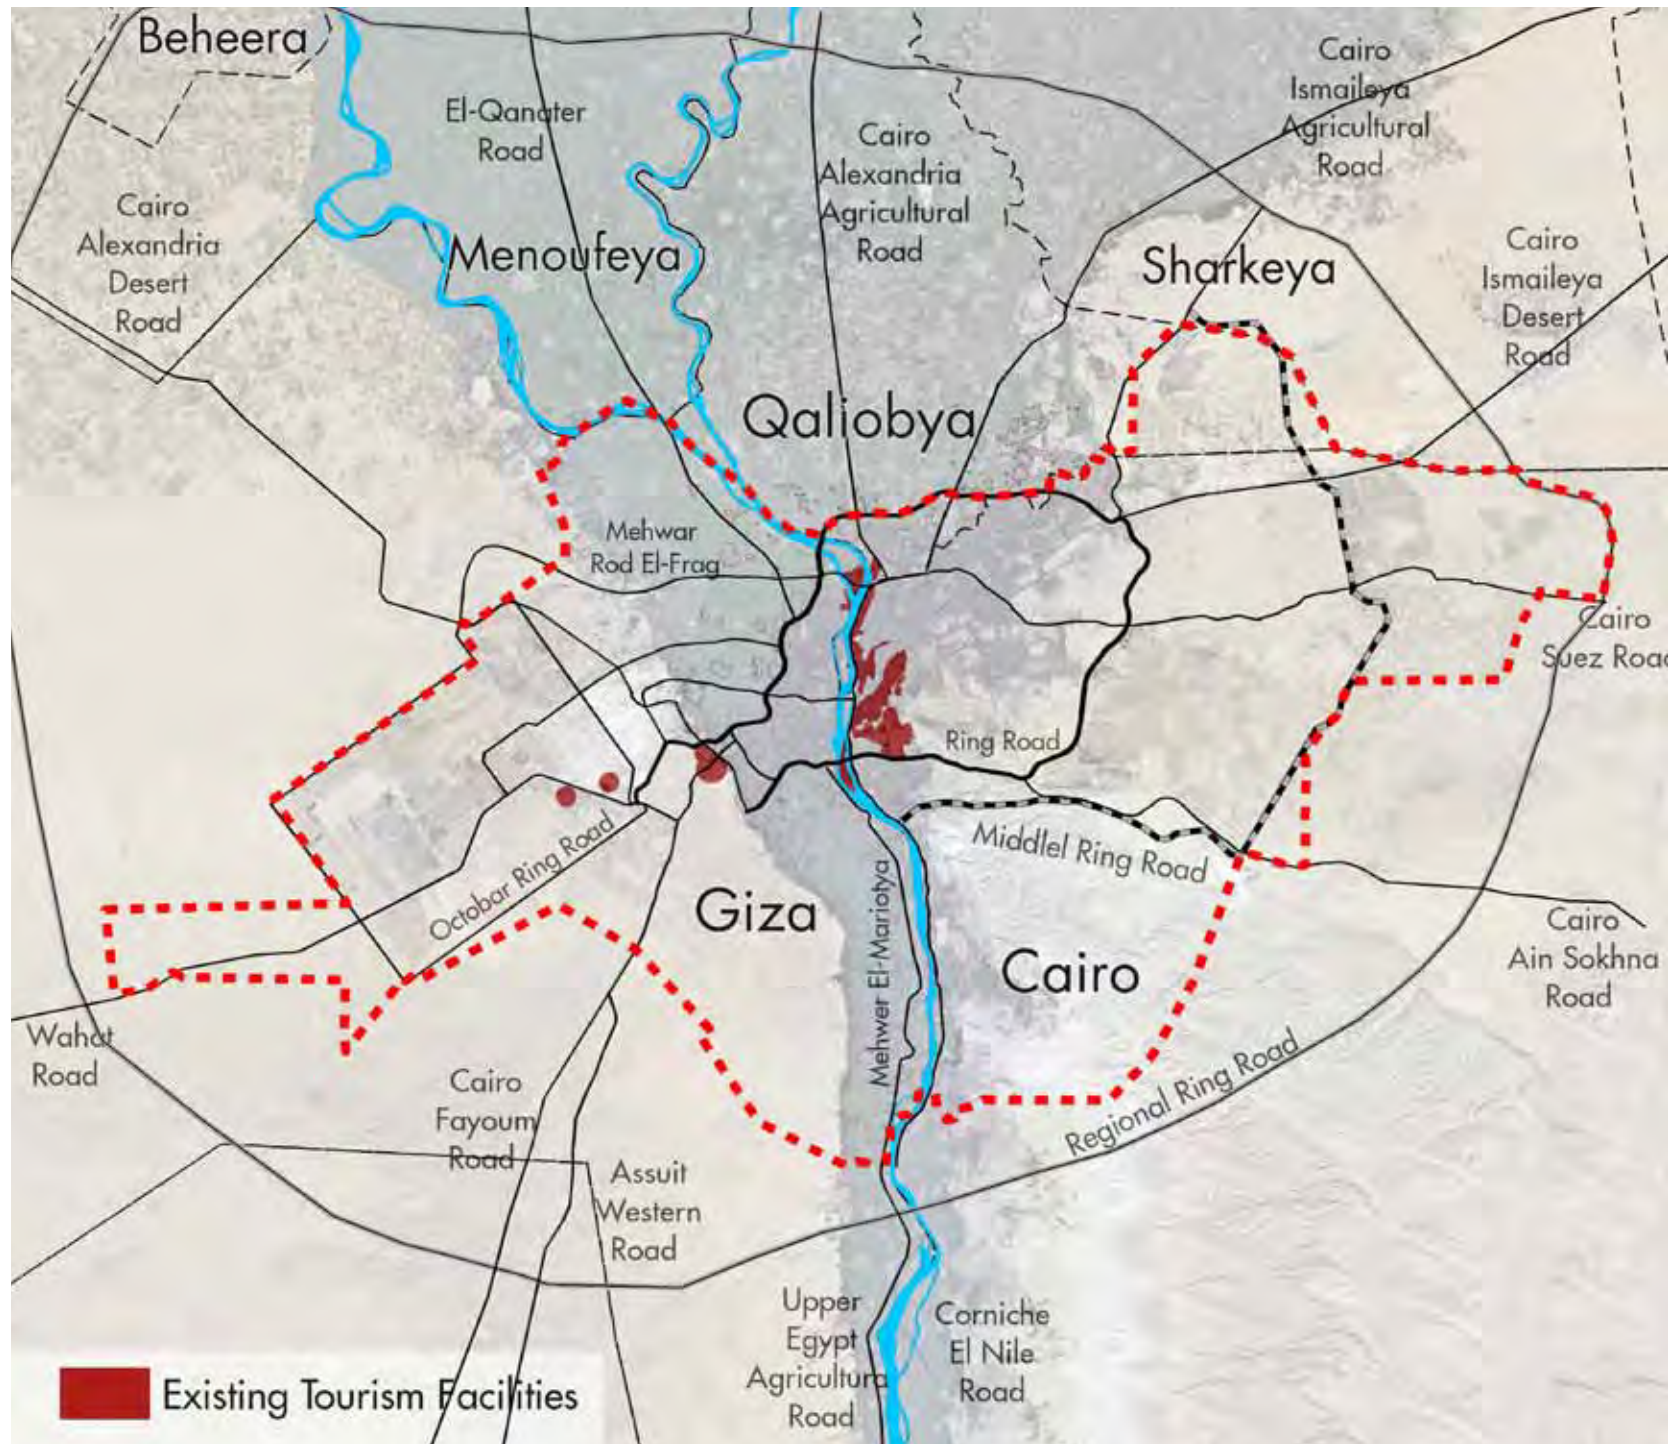 Beheera
El-Qanater
Road
Cairo
Alexandria
Agricultural
Road
Cairo
Ismaileya
Agricultural
Road
Cairo
Alexandria
Desert
Road
Menoufeya
Sharkeya
Cairo
Ismaileya
Desert
Road
Qaliobya
Mehwar
Rod El-Frag
Cairo
Suez Road
Ring Road
Middlel Ring Road
Octobar Ring Road
Giza
Mehwer El-Mariotya
Cairo
Cairo
Ain Sokhna
Road
Wahat
Road
Cairo
Fayoum
Road
Regional Ring Road
Assuit
Western
Road
Upper
Egypt
Agricultura
Road
Corniche
El Nile
Road
Existing Tourism Facilities